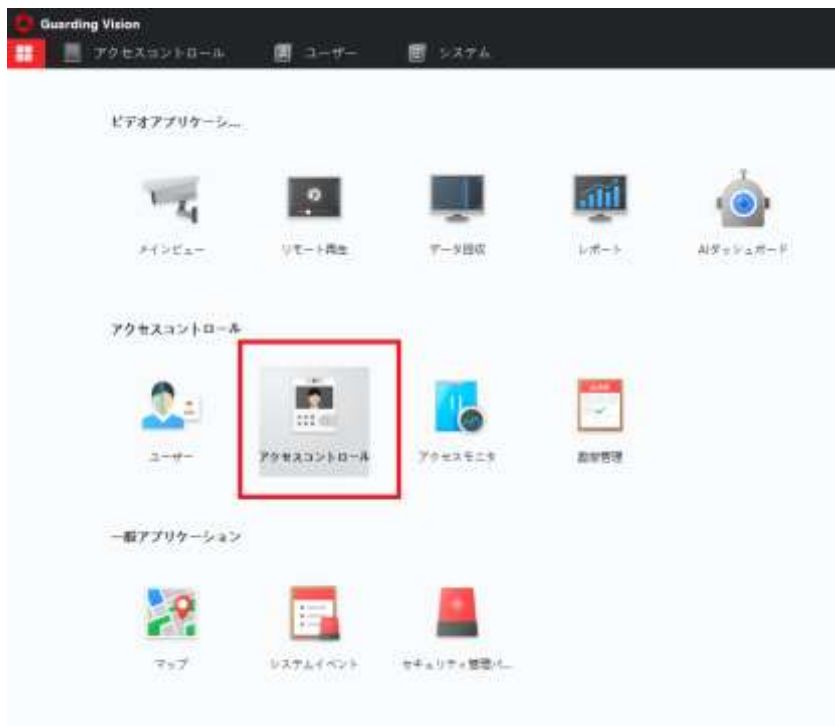 Guarding Vision
アクセスコントロール ユーザー システム
ビデオアプリケーシ...
メインビュー リモート再生 データ回収 レポート AIダッシュボード
アクセスコントロール
ユーザー アクセスコントロール アクセスモニタ 勤怠管理
一般アプリケーション
マップ システムイベント セキュリティ管理パ...